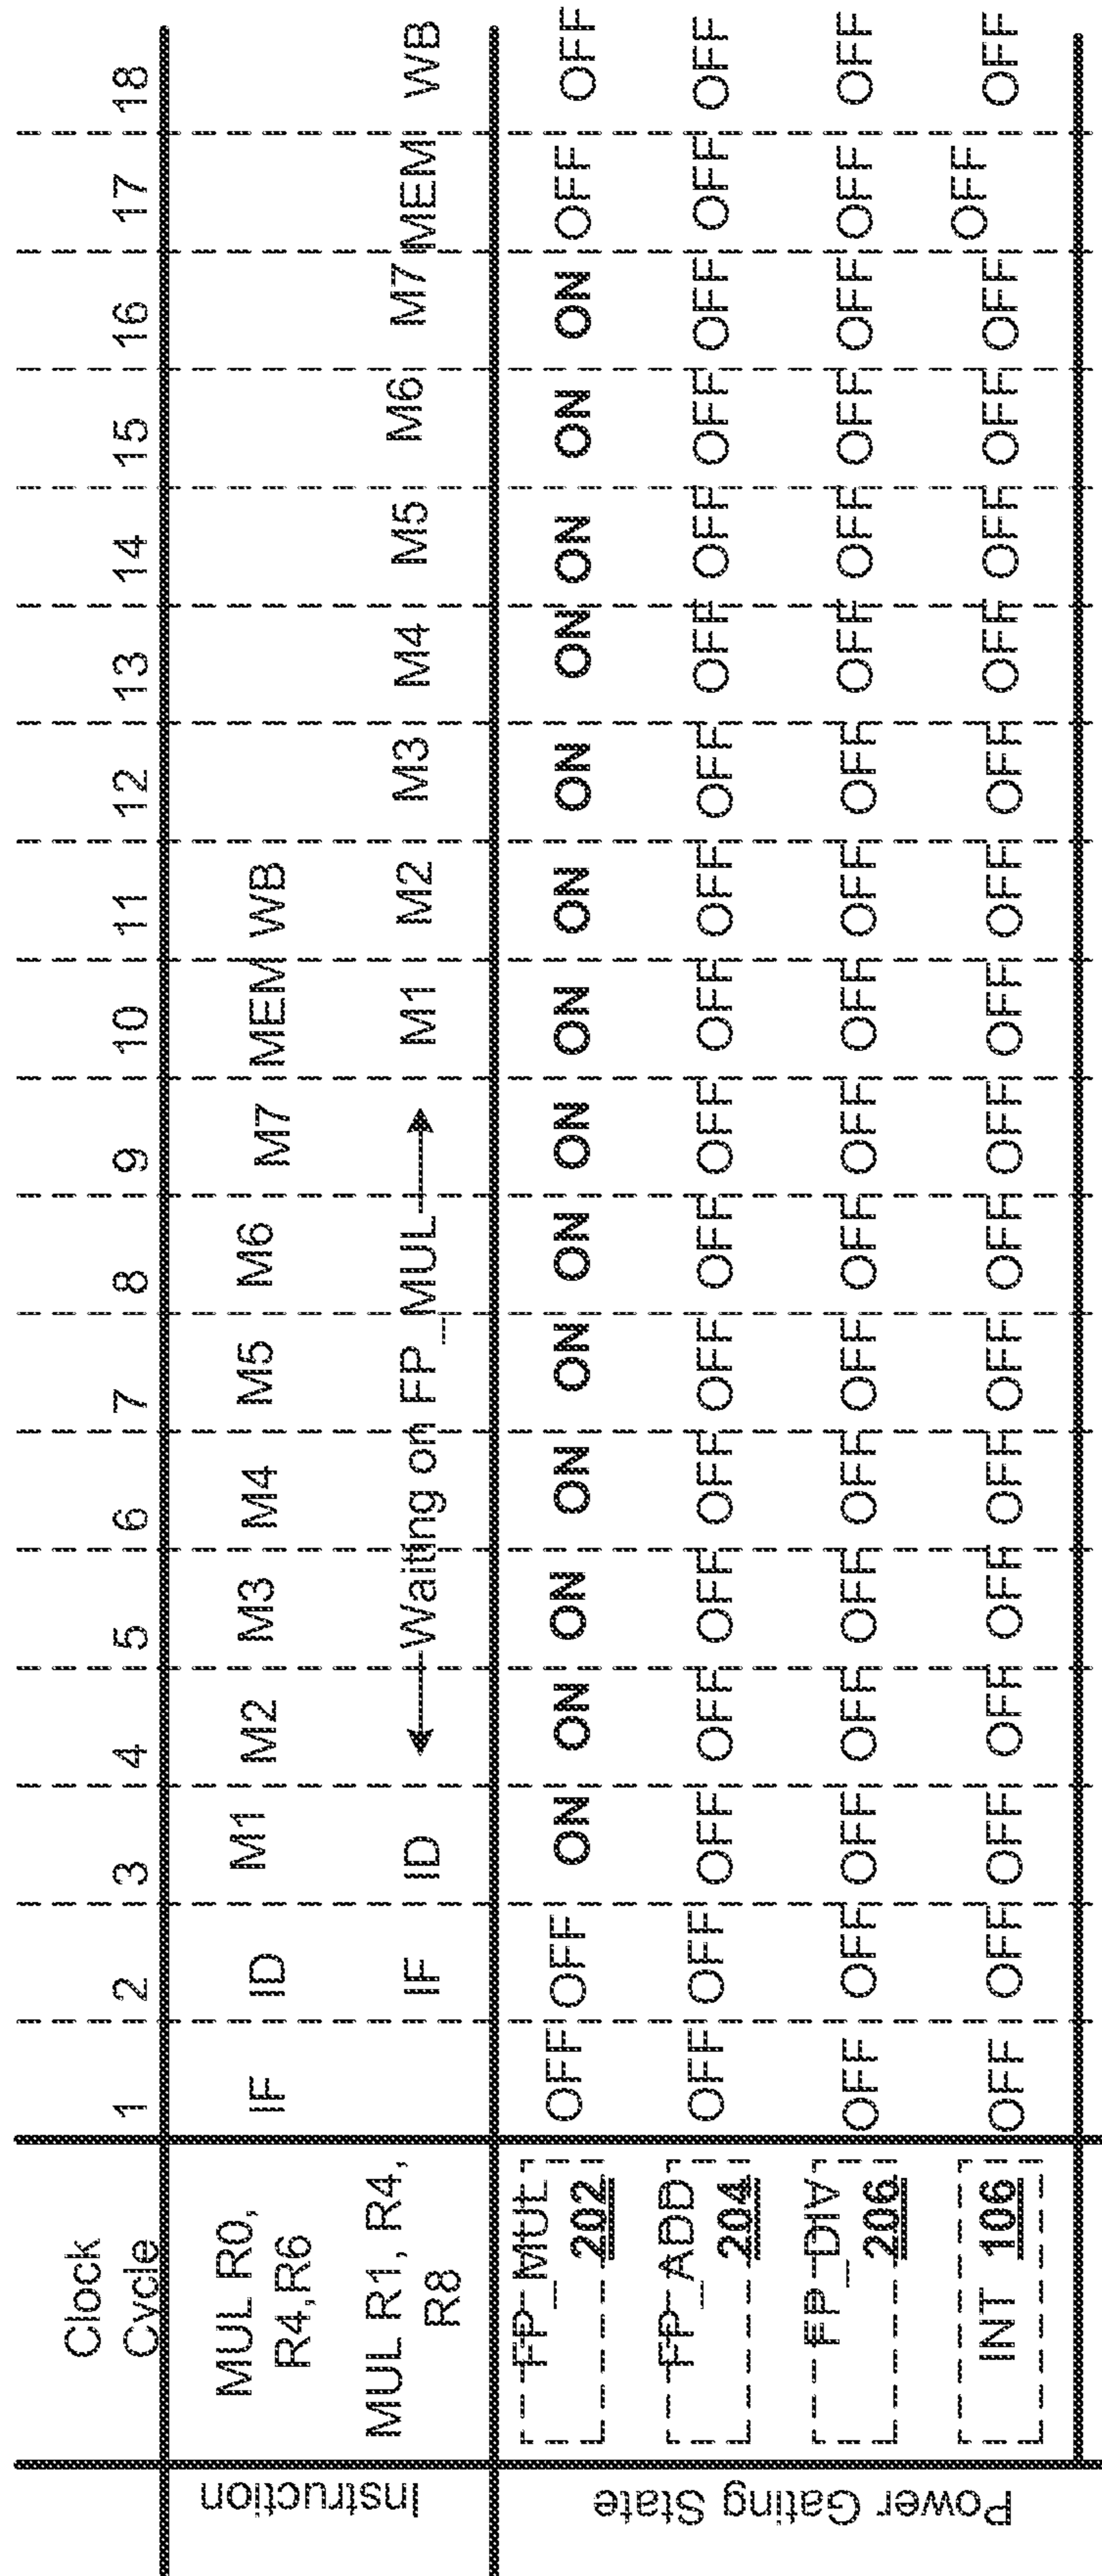 Clock Cycle 1 2 3 4 5 6 7 8 9 10 11 12 13 14 15 16 17 18
Instruction
MUL R0, R4,R6 IF ID M1 M2 M3 M4 M5 M6 M7 MEM WB
MUL R1, R4, R8 IF ID Waiting on FP_MUL M1 M2 M3 M4 M5 M6 M7 MEM WB
Power Gating State
FP_MUL 202 OFF OFF ON ON ON ON ON ON ON ON ON ON ON ON ON ON OFF OFF
FP_ADD 204 OFF OFF OFF OFF OFF OFF OFF OFF OFF OFF OFF OFF OFF OFF OFF OFF OFF OFF
FP_DIV 206 OFF OFF OFF OFF OFF OFF OFF OFF OFF OFF OFF OFF OFF OFF OFF OFF OFF OFF
INT 106 OFF OFF OFF OFF OFF OFF OFF OFF OFF OFF OFF OFF OFF OFF OFF OFF OFF OFF